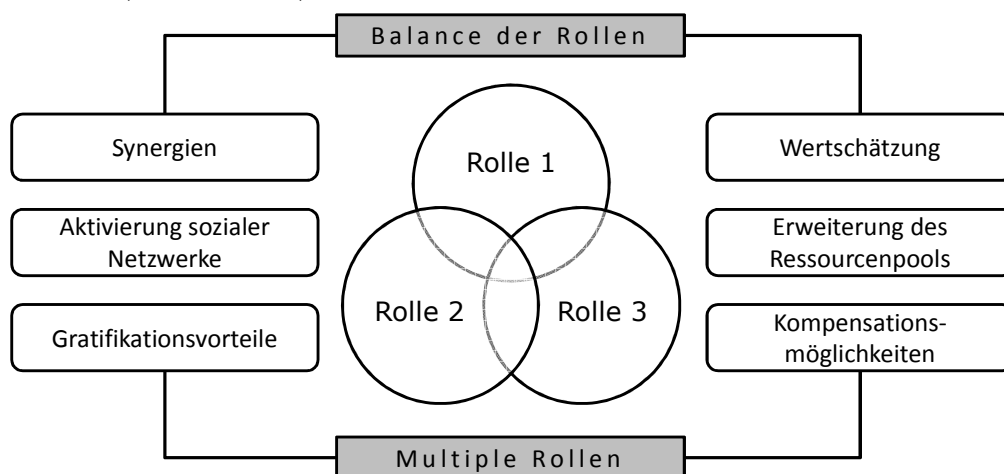 Balance der Rollen
Synergien
Aktivierung sozialer
Netzwerke
Gratifikationsvorteile
Rolle 1
Rolle 2
Rolle 3
Wertschätzung
Erweiterung des
Ressourcenpools
Kompensations-
möglichkeiten
Multiple Rollen